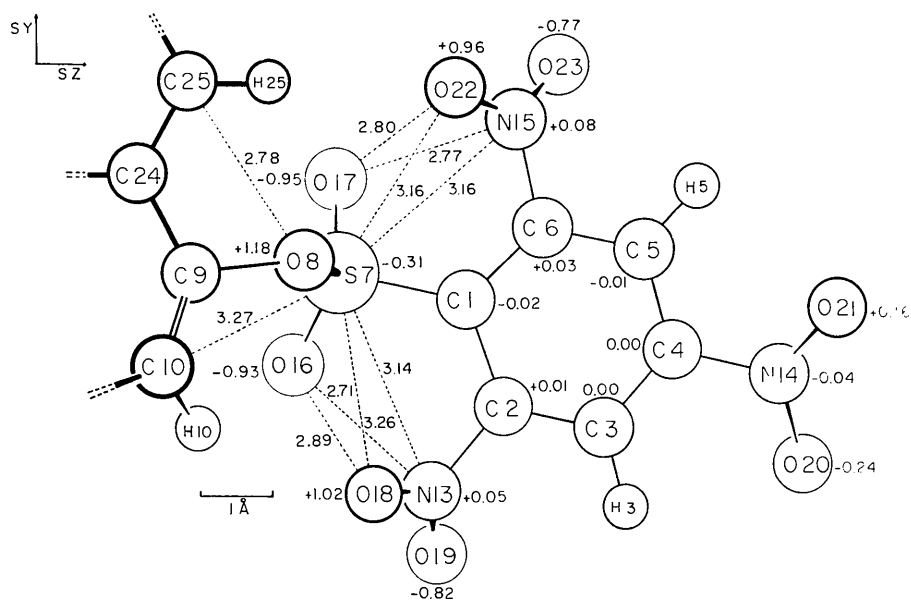 SY
SZ
C25
H25
+0.96
O22
-0.77
O23
N15
+0.08
2.80
2.77
C24
2.78
-0.95
O17
3.16
3.16
H5
C6
+0.03
C5
-0.01
+1.18
O8
S7
-0.31
C9
C1
-0.02
O21
3.27
C10
-0.93
O16
3.14
2.71
0.00
C4
N14
-0.04
+0.01
0.00
C2
C3
H10
2.89
3.26
O20
-0.24
1Å
+1.02
O18
N13
+0.05
H3
O19
-0.82